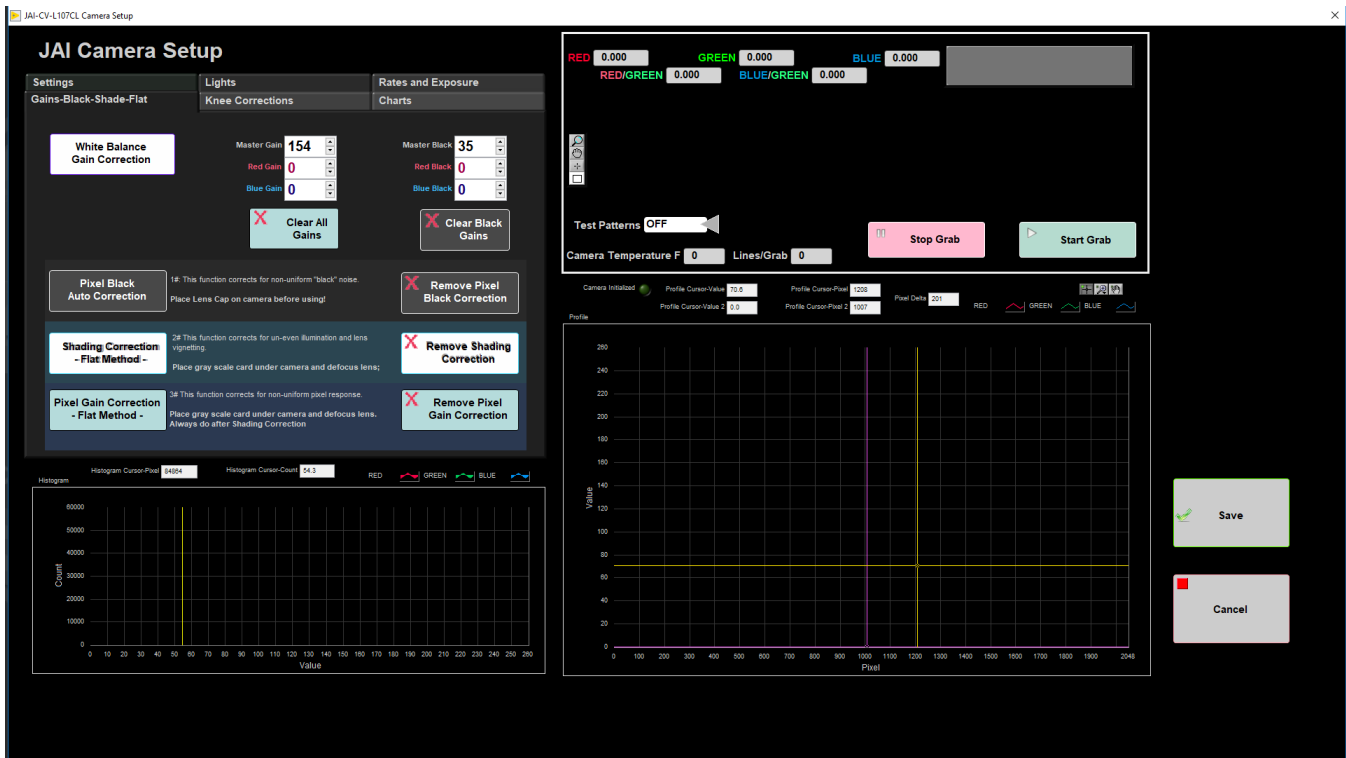 JAI-CV-L107CL Camera Setup
JAI Camera Setup
Settings
Lights
Rates and Exposure
Gains-Black-Shade-Flat
Knee Corrections
Charts
White Balance
Gain Correction
Master Gain 154
Red Gain 0
Blue Gain 0
Master Black 35
Red Black 0
Blue Black 0
Clear All
Gains
Clear Black
Gains
Pixel Black
Auto Correction
1#: This function corrects for non-uniform "black" noise.
Place Lens Cap on camera before using!
Remove Pixel
Black Correction
Shading Correction
- Flat Method -
2# This function corrects for un-even illumination and lens
vignetting.
Place gray scale card under camera and defocus lens;
Remove Shading
Correction
Pixel Gain Correction
- Flat Method -
3# This function corrects for non-uniform pixel response.
Place gray scale card under camera and defocus lens.
Always do after Shading Correction
Remove Pixel
Gain Correction
Histogram Cursor-Pixel 84864
Histogram Cursor-Count 54.3
RED GREEN BLUE
Histogram
60000
50000
40000
30000
20000
10000
0
Count
0 10 20 30 40 50 60 70 80 90 100 110 120 130 140 150 160 170 180 190 200 210 220 230 240 250 260
Value
RED 0.000 GREEN 0.000 BLUE 0.000
RED/GREEN 0.000 BLUE/GREEN 0.000
Test Patterns OFF
Stop Grab
Start Grab
Camera Temperature F 0 Lines/Grab 0
Camera Initialized
Profile Cursor-Value 70.6
Profile Cursor-Pixel 1208
Profile Cursor-Value 2 0.0
Profile Cursor-Pixel 2 1007
Pixel Delta 201
RED GREEN BLUE
Profile
260
240
220
200
180
160
140
120
100
80
60
40
20
0
Value
0 100 200 300 400 500 600 700 800 900 1000 1100 1200 1300 1400 1500 1600 1700 1800 1900 2048
Pixel
Save
Cancel